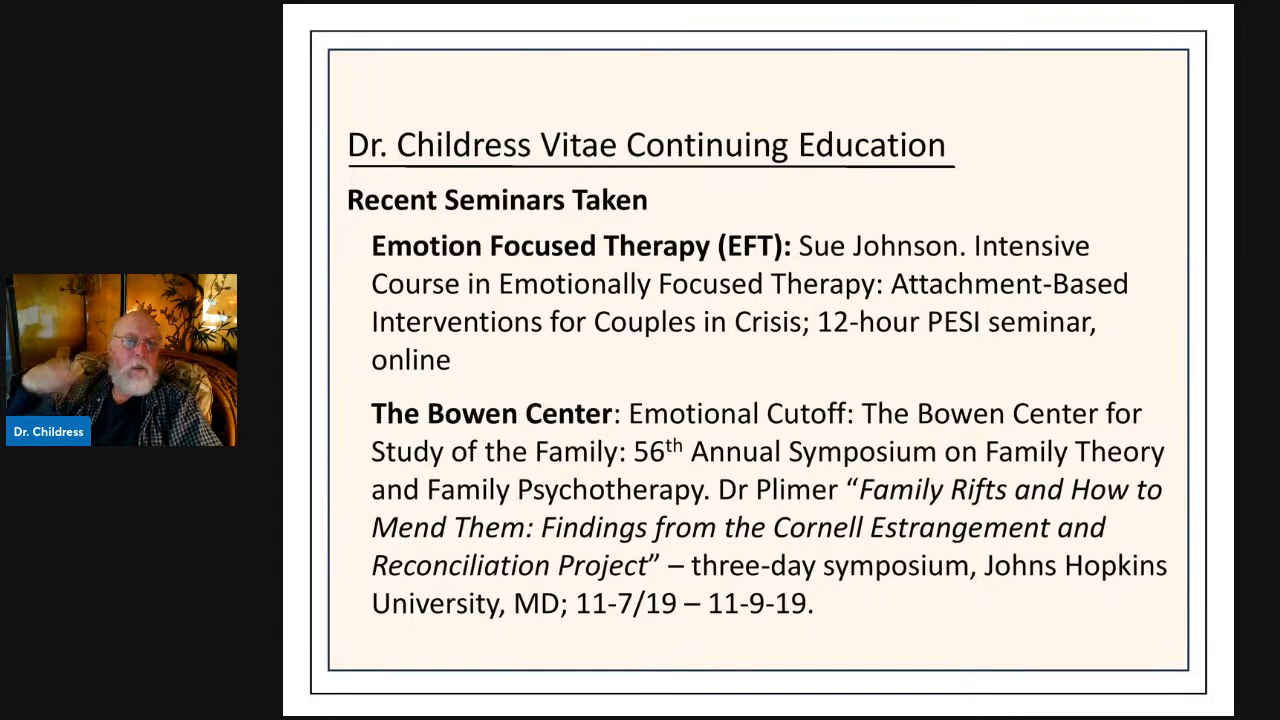 Dr. Childress Vitae Continuing Education
Recent Seminars Taken
Emotion Focused Therapy (EFT): Sue Johnson. Intensive
Course in Emotionally Focused Therapy: Attachment-Based
Interventions for Couples in Crisis; 12-hour PESI seminar,
online
The Bowen Center: Emotional Cutoff: The Bowen Center for
Study of the Family: 56th Annual Symposium on Family Theory
and Family Psychotherapy. Dr Plimer “Family Rifts and How to
Mend Them: Findings from the Cornell Estrangement and
Reconciliation Project” – three-day symposium, Johns Hopkins
University, MD; 11-7/19 – 11-9-19.
Dr. Childress